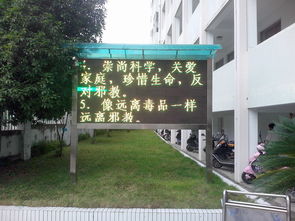 、崇尚科学，关爱
家庭，珍惜生命，反
对邪教。
5、像远离毒品一样
远离邪教。